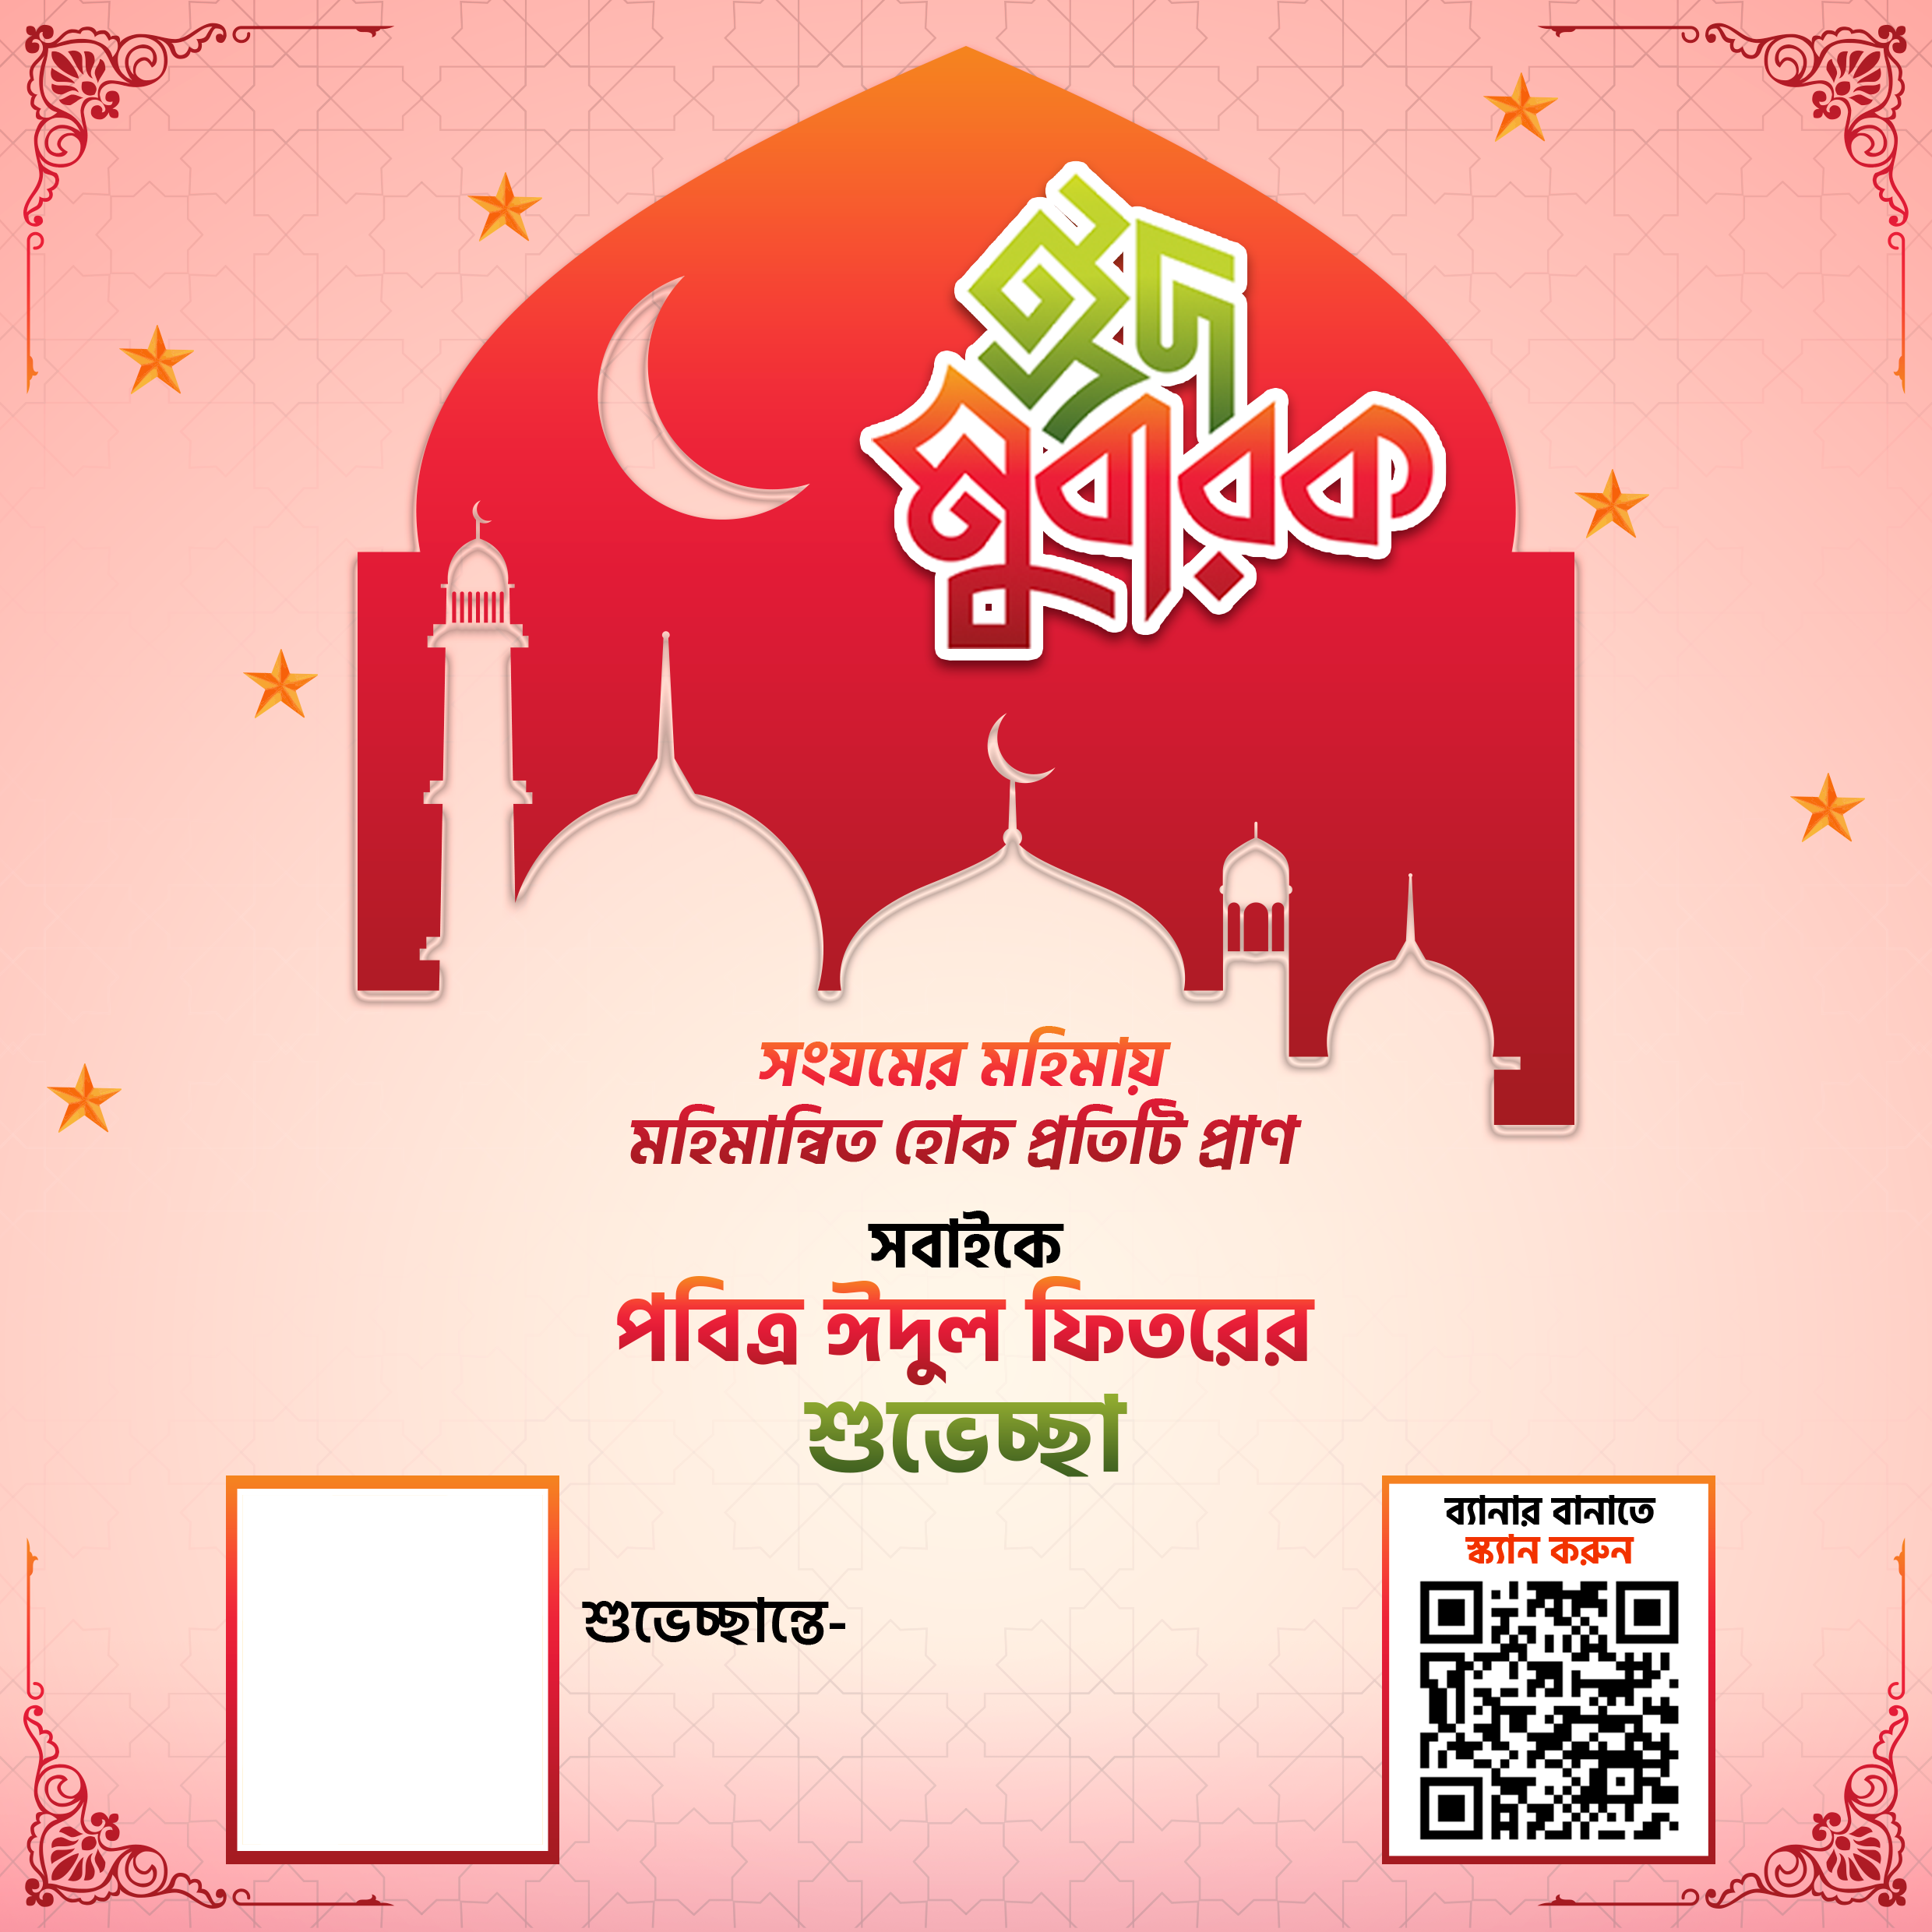 ঈদ
মুবারক
সংযমের মহিমায়
মহিমান্বিত হোক প্রতিটি প্রাণ
সবাইকে
পবিত্র ঈদুল ফিতরের
শুভেচ্ছা
শুভেচ্ছান্তে-
ব্যানার বানাতে
স্ক্যান করুন